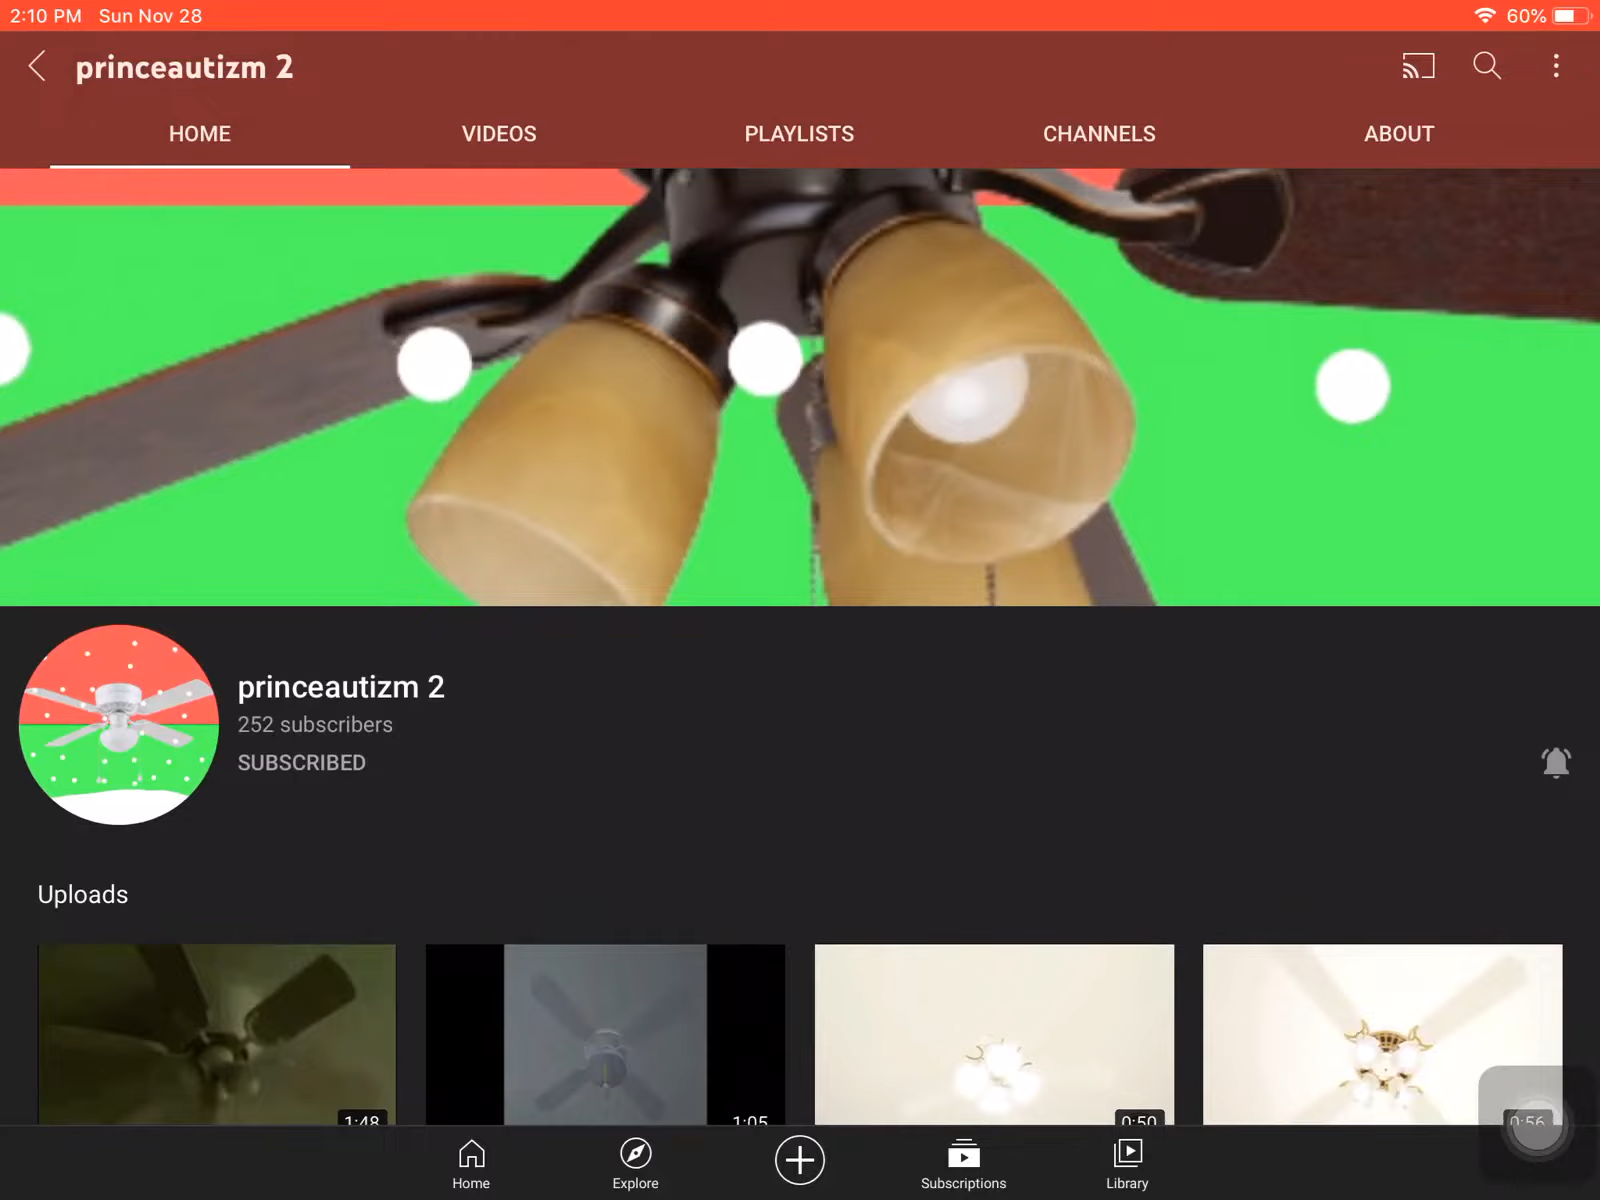 2:10 PM Sun Nov 28
60%
princeautizm 2
HOME VIDEOS PLAYLISTS CHANNELS ABOUT
princeautizm 2
252 subscribers
SUBSCRIBED
Uploads
1:48 1:05 0:50 0:56
Home Explore Subscriptions Library